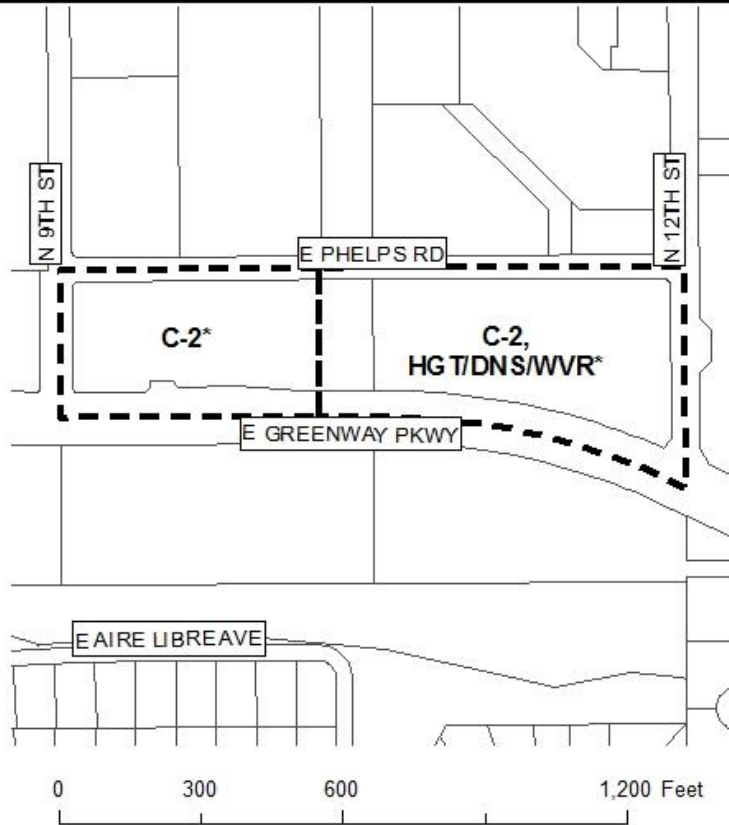 N 9TH ST
N 12TH ST
E PHELPS RD
C-2*
C-2,
HGT/DNS/WVR*
E GREENWAY PKWY
E AIRE LIBRE AVE
0 300 600 1,200 Feet